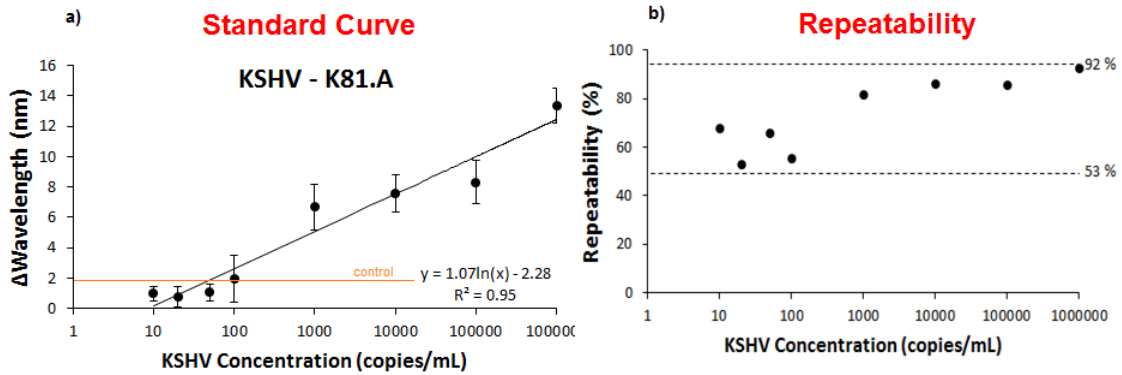 a)
Standard Curve
KSHV - K81.A
ΔWavelength (nm)
16
14
12
10
8
6
4
2
0
control
y = 1.07ln(x) - 2.28
R² = 0.95
1
10
100
1000
10000
100000
100000
KSHV Concentration (copies/mL)
b)
Repeatability
Repeatability (%)
100
80
60
40
20
0
92 %
53 %
1
10
100
1000
10000
100000
1000000
KSHV Concentration (copies/mL)